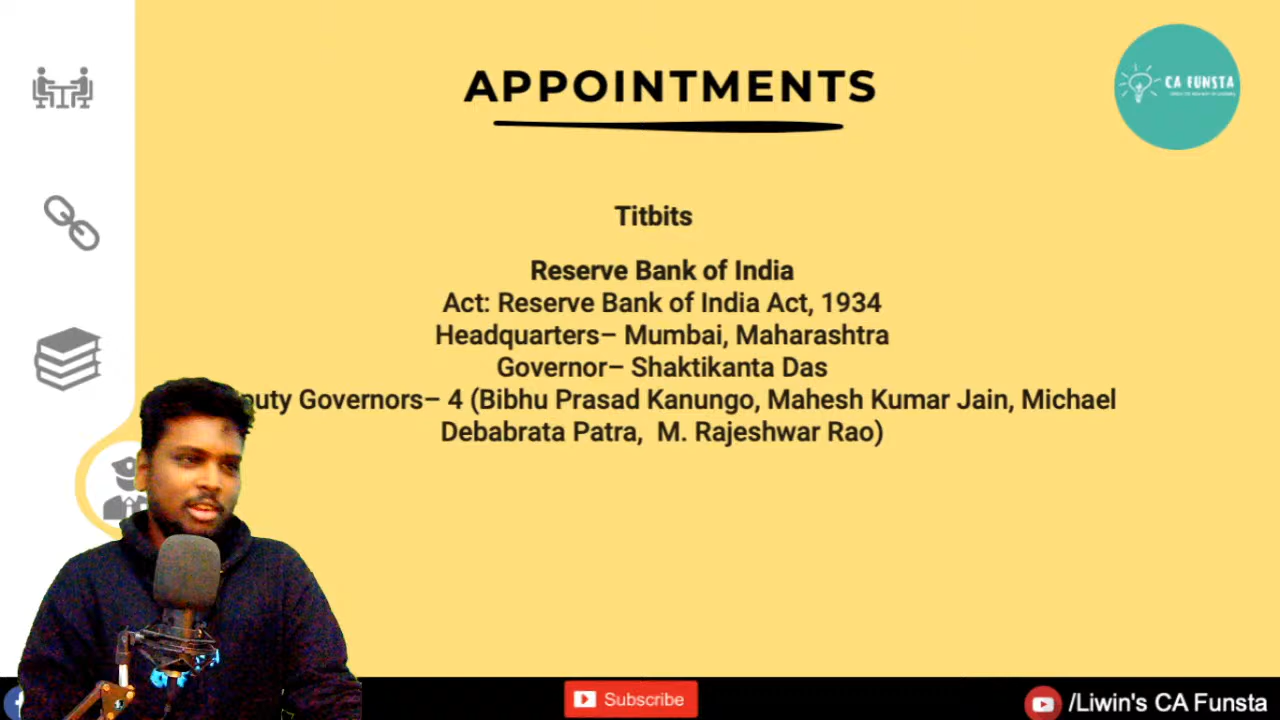 APPOINTMENTS
CA FUNSTA
Titbits
Reserve Bank of India
Act: Reserve Bank of India Act, 1934
Headquarters– Mumbai, Maharashtra
Governor– Shaktikanta Das
puty Governors– 4 (Bibhu Prasad Kanungo, Mahesh Kumar Jain, Michael
Debabrata Patra, M. Rajeshwar Rao)
Subscribe
/Liwin's CA Funsta